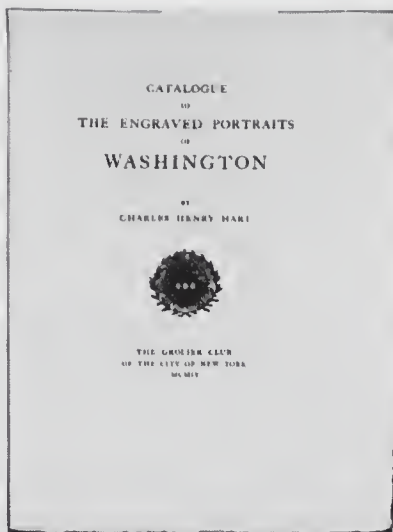 CATALOGUE
OF
THE ENGRAVED PORTRAITS
OF
WASHINGTON
BY
CHARLES HENRY HART
THE GROLIER CLUB
OF THE CITY OF NEW YORK